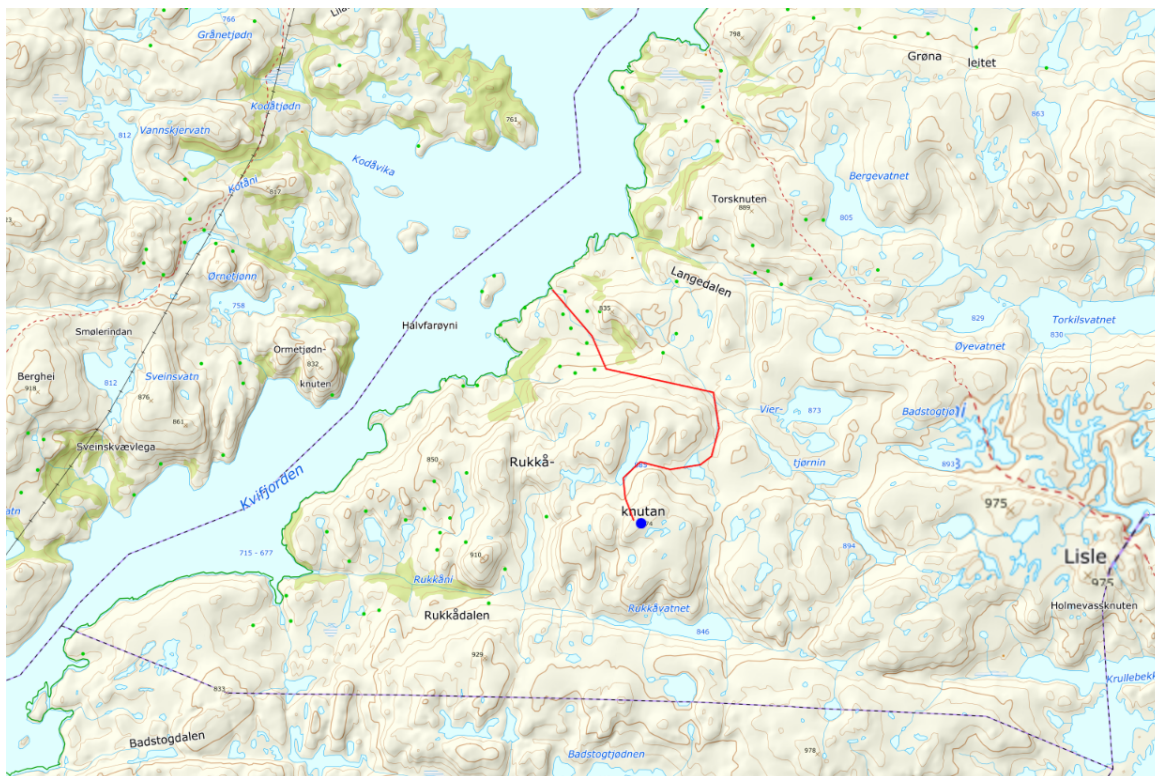 766
Grånetjødn
Kodåtjødn
812
Vannskjervatn
761
Kodåvika
Kotåni
817
Ørnetjønn
758
Smølerindan
Halvfarøyni
Ormetjødn-
832
knuten
Berghei
918
812
Sveinsvatn
876
861
Sveinskvævlega
Kvifjorden
798
Grøna
leitet
863
Bergevatnet
Torsknuten
889
805
Langedalen
835
829
Torkilsvatnet
Øyevatnet
830
Vier-
873
tjørnin
893
Rukkå-
850
knutan
910
975
894
Lisle
975
Holmevassknuten
715 - 677
Rukkåni
Rukkådalen
Rukkåvatnet
846
929
833
Badstogdalen
Badstogtjødnen
978